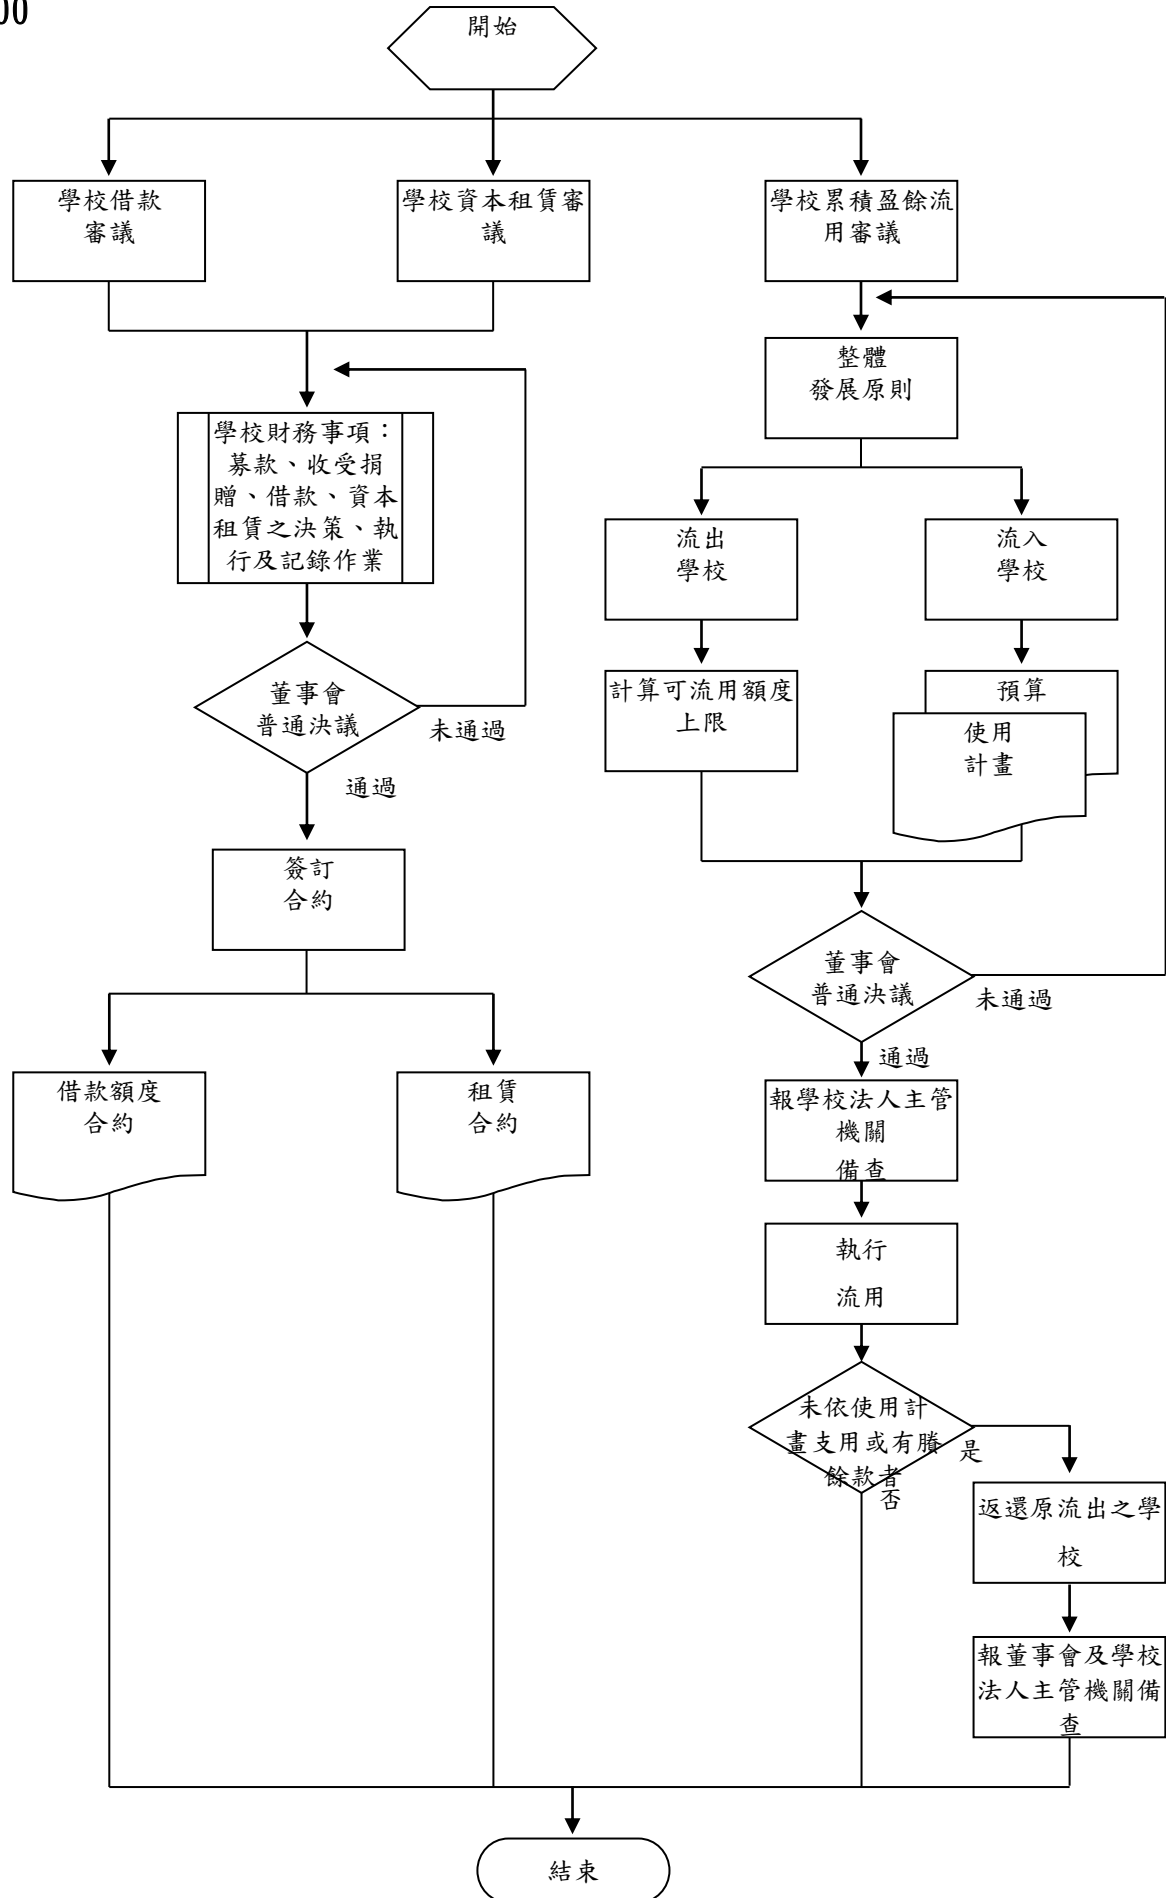 00
開始
學校借款
審議
學校資本租賃審
議
學校累積盈餘流
用審議
整體
發展原則
學校財務事項：
募款、收受捐
贈、借款、資本
租賃之決策、執
行及記錄作業
流出
學校
流入
學校
計算可流用額度
上限
預算
使用
計畫
董事會
普通決議
未通過
通過
簽訂
合約
董事會
普通決議
未通過
通過
借款額度
合約
租賃
合約
報學校法人主管
機關
備查
執行
流用
未依使用計
畫支用或有賸
餘款者
是
否
返還原流出之學
校
報董事會及學校
法人主管機關備
查
結束